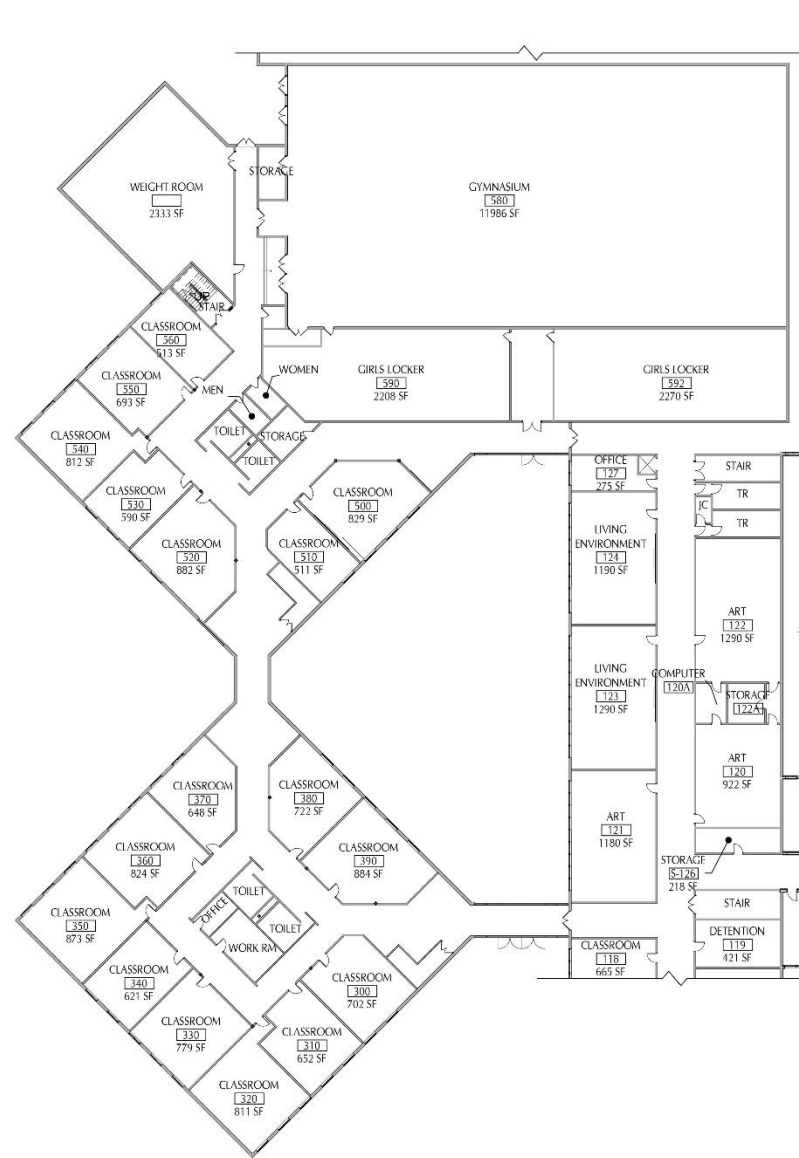 STORAGE
WEIGHT ROOM
2333 SF
GYMNASIUM
580
11986 SF
UP
STAIR
CLASSROOM
560
513 SF
CLASSROOM
550
693 SF
MEN
WOMEN
GIRLS LOCKER
590
2208 SF
GIRLS LOCKER
592
2270 SF
CLASSROOM
540
812 SF
TOILET
STORAGE
TOILET
CLASSROOM
530
590 SF
CLASSROOM
500
829 SF
CLASSROOM
520
882 SF
CLASSROOM
510
511 SF
OFFICE
127
275 SF
STAIR
TR
JC
TR
LIVING
ENVIRONMENT
124
1190 SF
ART
122
1290 SF
LIVING
ENVIRONMENT
123
1290 SF
COMPUTER
120A
STORAGE
122A
ART
120
922 SF
CLASSROOM
370
648 SF
CLASSROOM
380
722 SF
ART
121
1180 SF
CLASSROOM
360
824 SF
CLASSROOM
390
884 SF
STORAGE
S-126
218 SF
TOILET
OFFICE
TOILET
WORK RM
STAIR
CLASSROOM
350
873 SF
DETENTION
119
421 SF
CLASSROOM
118
665 SF
CLASSROOM
340
621 SF
CLASSROOM
300
702 SF
CLASSROOM
330
779 SF
CLASSROOM
310
652 SF
CLASSROOM
320
811 SF